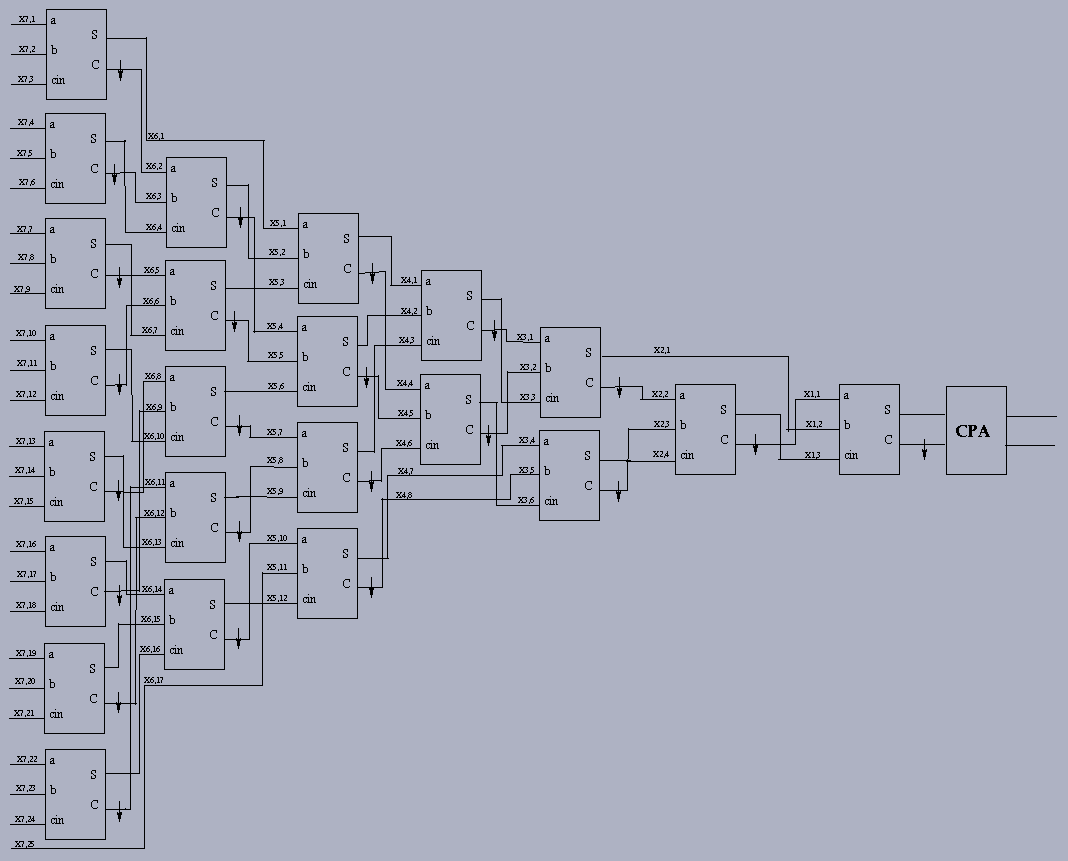 X7,1 a S
X7,2 b
C
X7,3 cin
X7,4 a
S X6,1
X7,5 b
C X6,2 a
X7,6 cin S
X6,3 b
C
X7,7 a X6,4 cin X5,1 a
S S
X7,8 b X5,2 b
C X6,5 a C X4,1 a
X7,9 cin S X5,3 cin S
X6,6 b X4,2 b
C X5,4 a C X3,1 a
X7,10 a X6,7 cin S X4,3 cin S X2,1
S X5,5 b X3,2 b
X7,11 b C C
C X6,8 a X5,6 cin X4,4 a X3,3 cin X2,2 a X1,1 a
X7,12 cin S S S S
X6,9 b X4,5 b X2,3 b X1,2 b
C X5,7 a C C C CPA
X7,13 a X6,10 cin S X4,6 cin X3,4 a X2,4 cin X1,3 cin
S X5,8 b S
X7,14 b C X4,7 X3,5 b
C X6,11 a X5,9 cin C
X7,15 cin S X4,8 X3,6 cin
X6,12 b
C X5,10 a
X7,16 a X6,13 cin S
S X5,11 b
X7,17 b C
C X6,14 a X5,12 cin
X7,18 cin S
X6,15 b
C
X7,19 a X6,16 cin
S
X7,20 b X6,17
C
X7,21 cin
X7,22 a
S
X7,23 b
C
X7,24 cin
X7,25